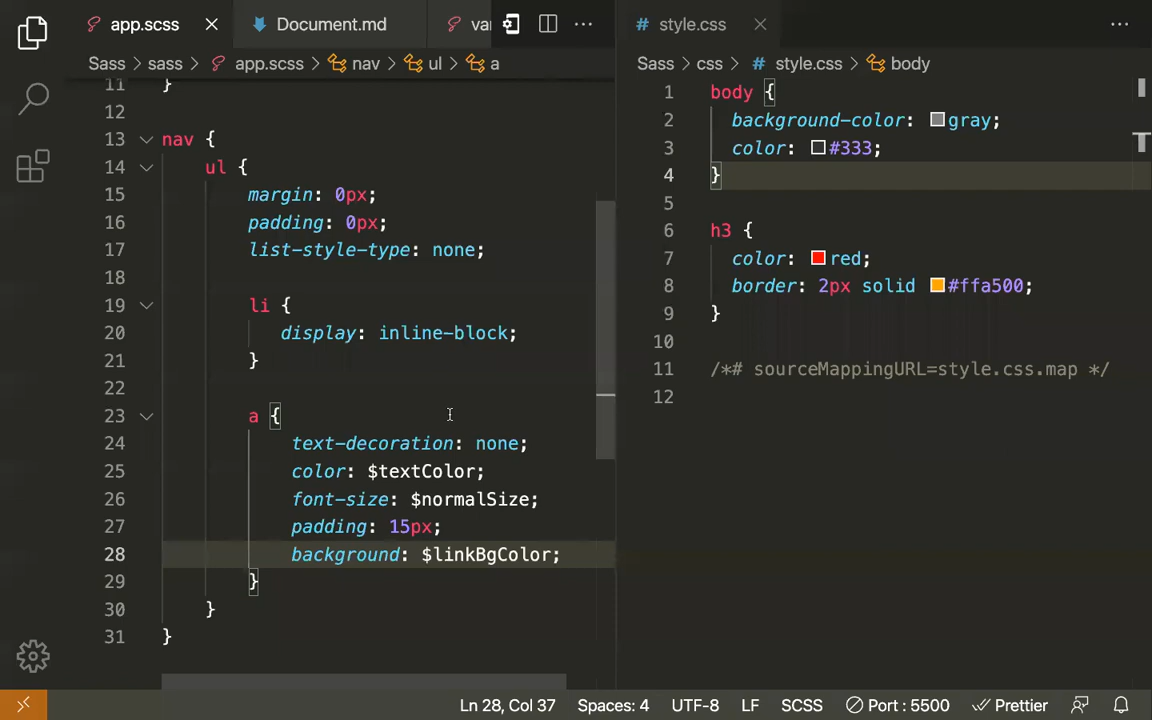 app.scss
Document.md
va
style.css
Sass > sass > app.scss > nav > ul > a
Sass > css > style.css > body
11 }
12
13 nav {
14 ul {
15 margin: 0px;
16 padding: 0px;
17 list-style-type: none;
18
19 li {
20 display: inline-block;
21 }
22
23 a {
24 text-decoration: none;
25 color: $textColor;
26 font-size: $normalSize;
27 padding: 15px;
28 background: $linkBgColor;
29 }
30 }
31 }
1 body {
2 background-color: gray;
3 color: #333;
4 }
5
6 h3 {
7 color: red;
8 border: 2px solid #ffa500;
9 }
10
11 /*# sourceMappingURL=style.css.map */
12
Ln 28, Col 37 Spaces: 4 UTF-8 LF SCSS Port : 5500 Prettier